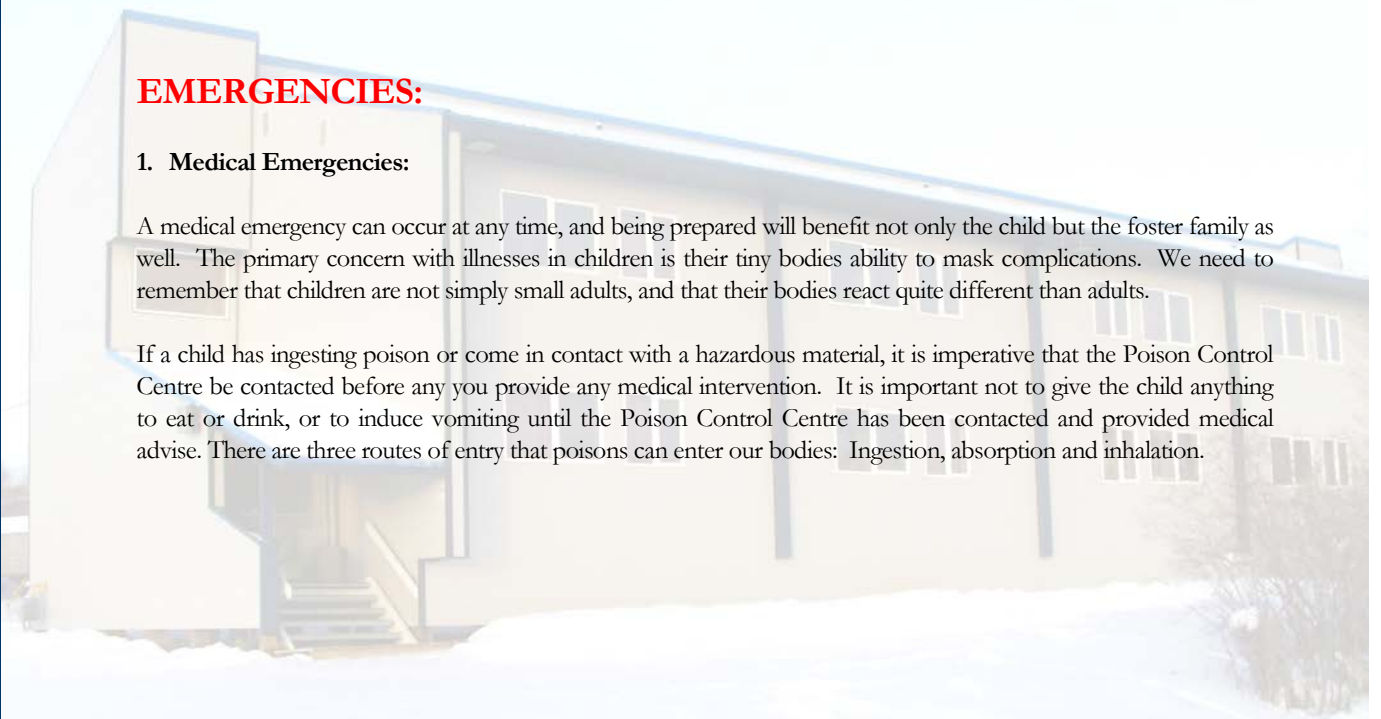 EMERGENCIES:
1. Medical Emergencies:
A medical emergency can occur at any time, and being prepared will benefit not only the child but the foster family as
well. The primary concern with illnesses in children is their tiny bodies ability to mask complications. We need to
remember that children are not simply small adults, and that their bodies react quite different than adults.
If a child has ingesting poison or come in contact with a hazardous material, it is imperative that the Poison Control
Centre be contacted before any you provide any medical intervention. It is important not to give the child anything
to eat or drink, or to induce vomiting until the Poison Control Centre has been contacted and provided medical
advise. There are three routes of entry that poisons can enter our bodies: Ingestion, absorption and inhalation.